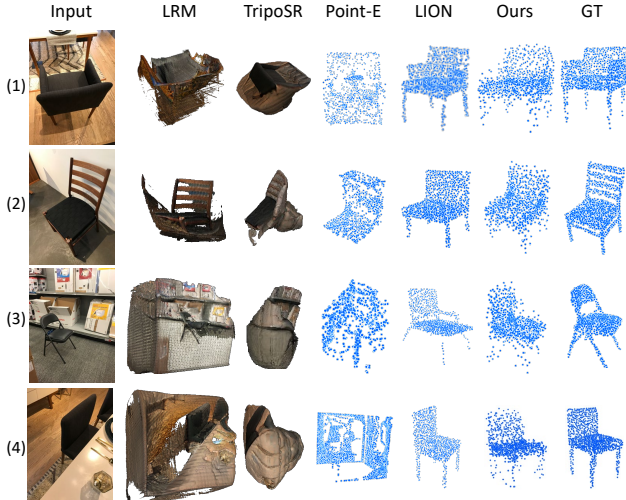 Input LRM TripoSR Point-E LION Ours GT
(1)
(2)
(3)
(4)